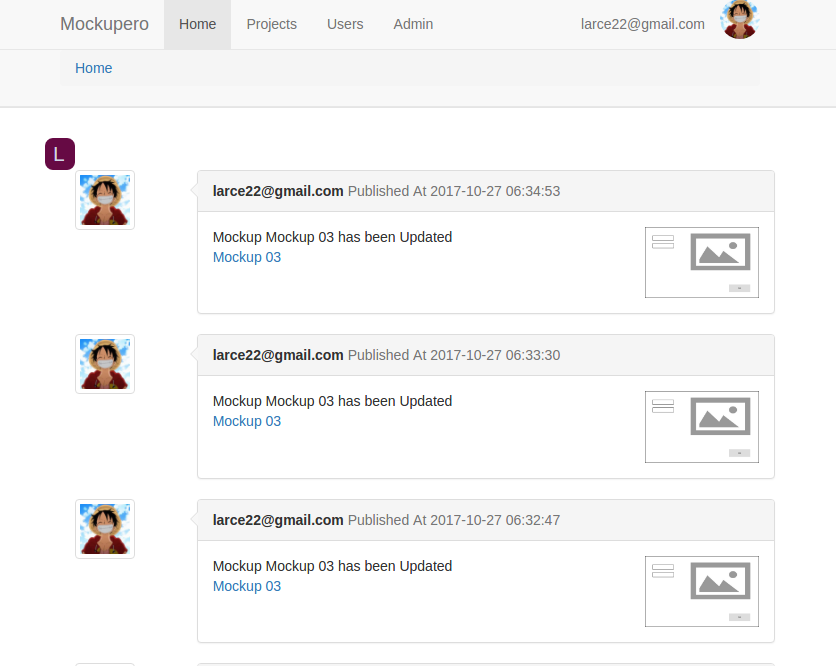 Mockupero Home Projects Users Admin larce22@gmail.com
Home
L
larce22@gmail.com Published At 2017-10-27 06:34:53
Mockup Mockup 03 has been Updated
Mockup 03
larce22@gmail.com Published At 2017-10-27 06:33:30
Mockup Mockup 03 has been Updated
Mockup 03
larce22@gmail.com Published At 2017-10-27 06:32:47
Mockup Mockup 03 has been Updated
Mockup 03